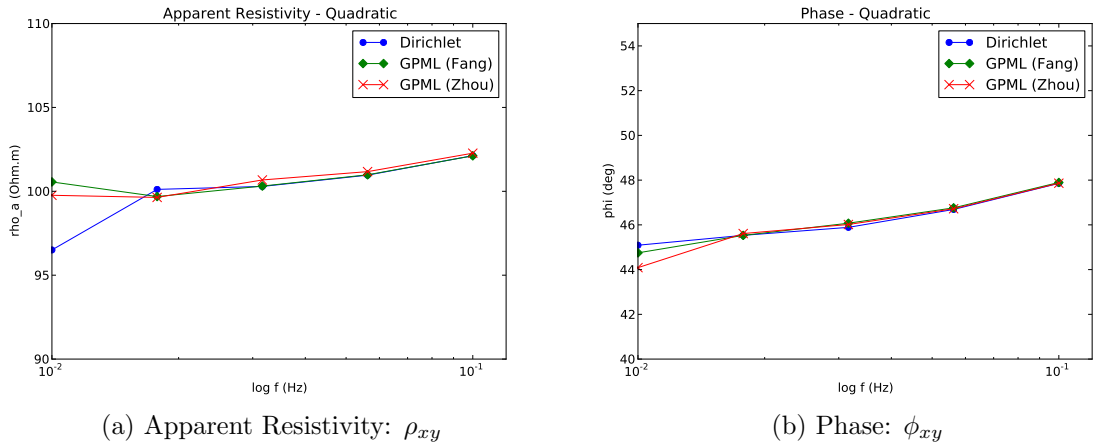 Apparent Resistivity - Quadratic
110
105
100
95
90
rho_a (Ohm.m)
Dirichlet
GPML (Fang)
GPML (Zhou)
10^-2
10^-1
log f (Hz)
(a) Apparent Resistivity: ρxy
Phase - Quadratic
54
52
50
48
46
44
42
40
phi (deg)
Dirichlet
GPML (Fang)
GPML (Zhou)
10^-2
10^-1
log f (Hz)
(b) Phase: ϕxy